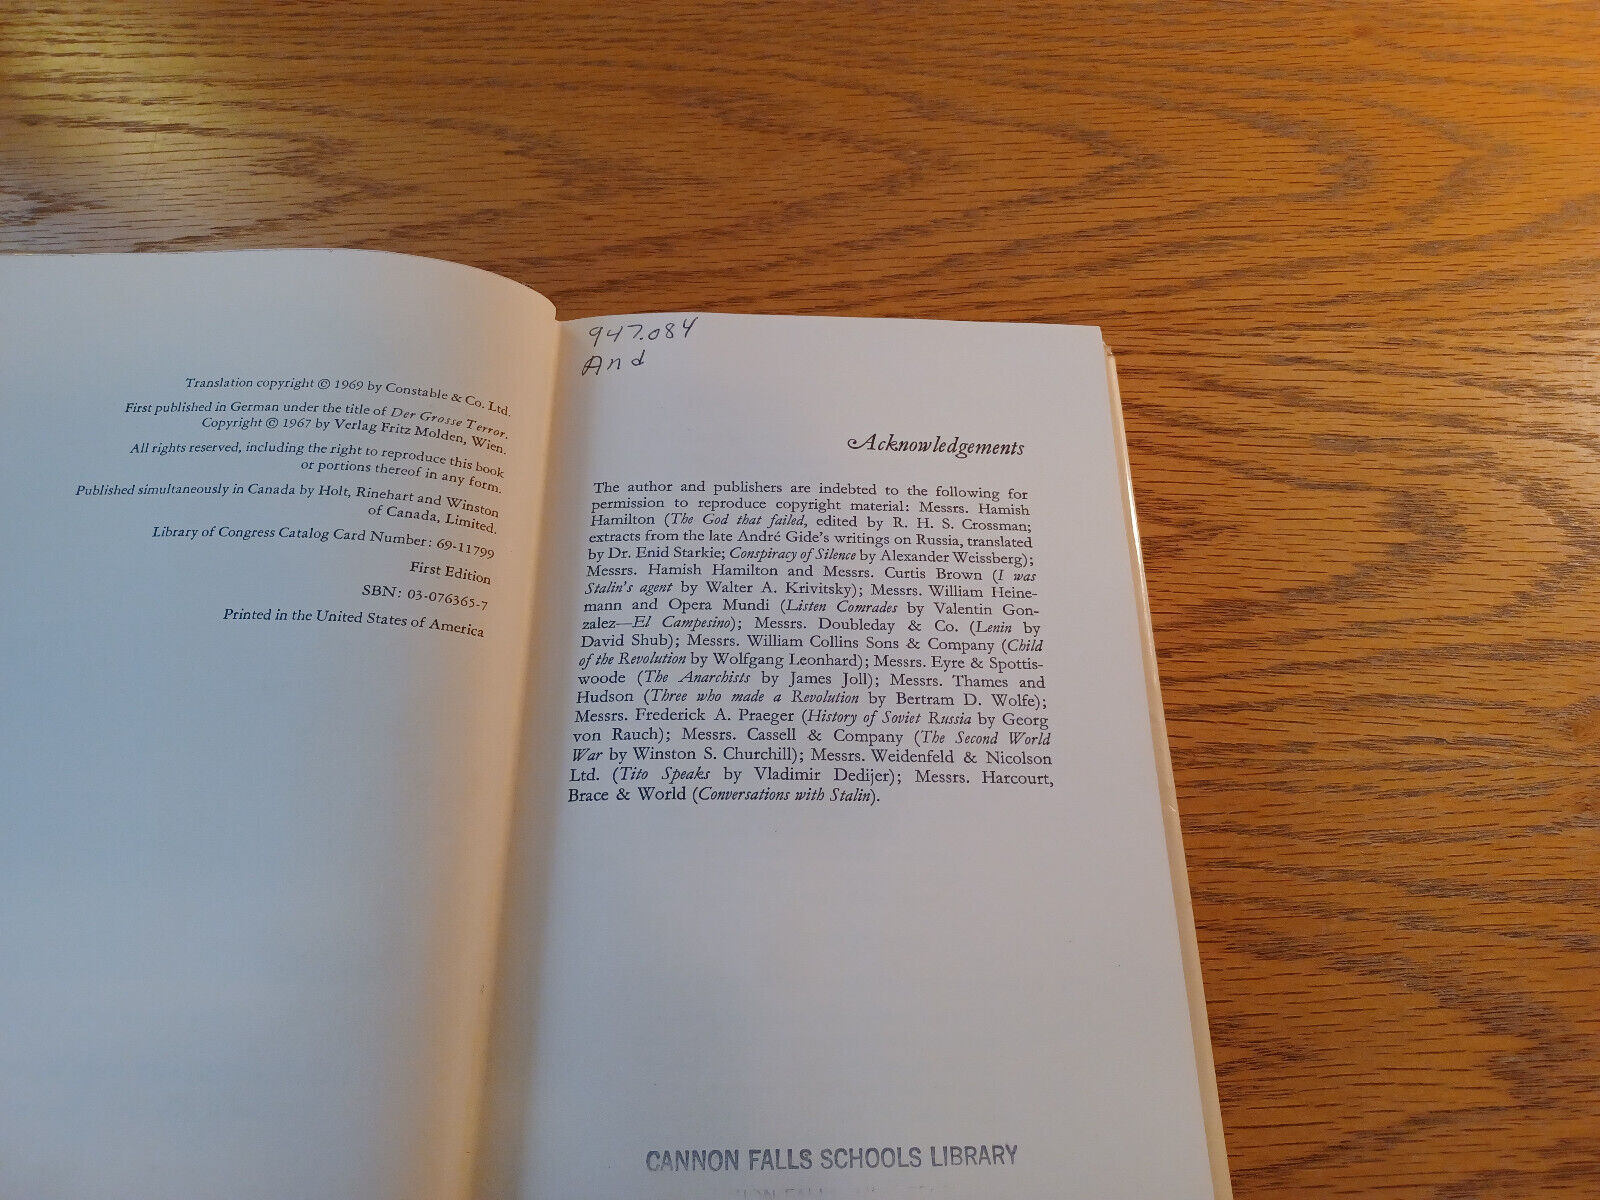 Translation copyright © 1969 by Constable & Co. Ltd.
First published in German under the title of Der Grosse Terror.
Copyright © 1967 by Verlag Fritz Molden, Wien.
All rights reserved, including the right to reproduce this book
or portions thereof in any form.
Published simultaneously in Canada by Holt, Rinehart and Winston
of Canada, Limited.
Library of Congress Catalog Card Number: 69-11799
First Edition
SBN: 03-076365-7
Printed in the United States of America
947.084
And
Acknowledgements
The author and publishers are indebted to the following for
permission to reproduce copyright material: Messrs. Hamish
Hamilton (The God that failed, edited by R. H. S. Crossman;
extracts from the late André Gide's writings on Russia, translated
by Dr. Enid Starkie; Conspiracy of Silence by Alexander Weissberg);
Messrs. Hamish Hamilton and Messrs. Curtis Brown (I was
Stalin's agent by Walter A. Krivitsky); Messrs. William Heine-
mann and Opera Mundi (Listen Comrades by Valentin Gon-
zalez—El Campesino); Messrs. Doubleday & Co. (Lenin by
David Shub); Messrs. William Collins Sons & Company (Child
of the Revolution by Wolfgang Leonhard); Messrs. Eyre & Spottis-
woode (The Anarchists by James Joll); Messrs. Thames and
Hudson (Three who made a Revolution by Bertram D. Wolfe);
Messrs. Frederick A. Praeger (History of Soviet Russia by Georg
von Rauch); Messrs. Cassell & Company (The Second World
War by Winston S. Churchill); Messrs. Weidenfeld & Nicolson
Ltd. (Tito Speaks by Vladimir Dedijer); Messrs. Harcourt,
Brace & World (Conversations with Stalin).
CANNON FALLS SCHOOLS LIBRARY